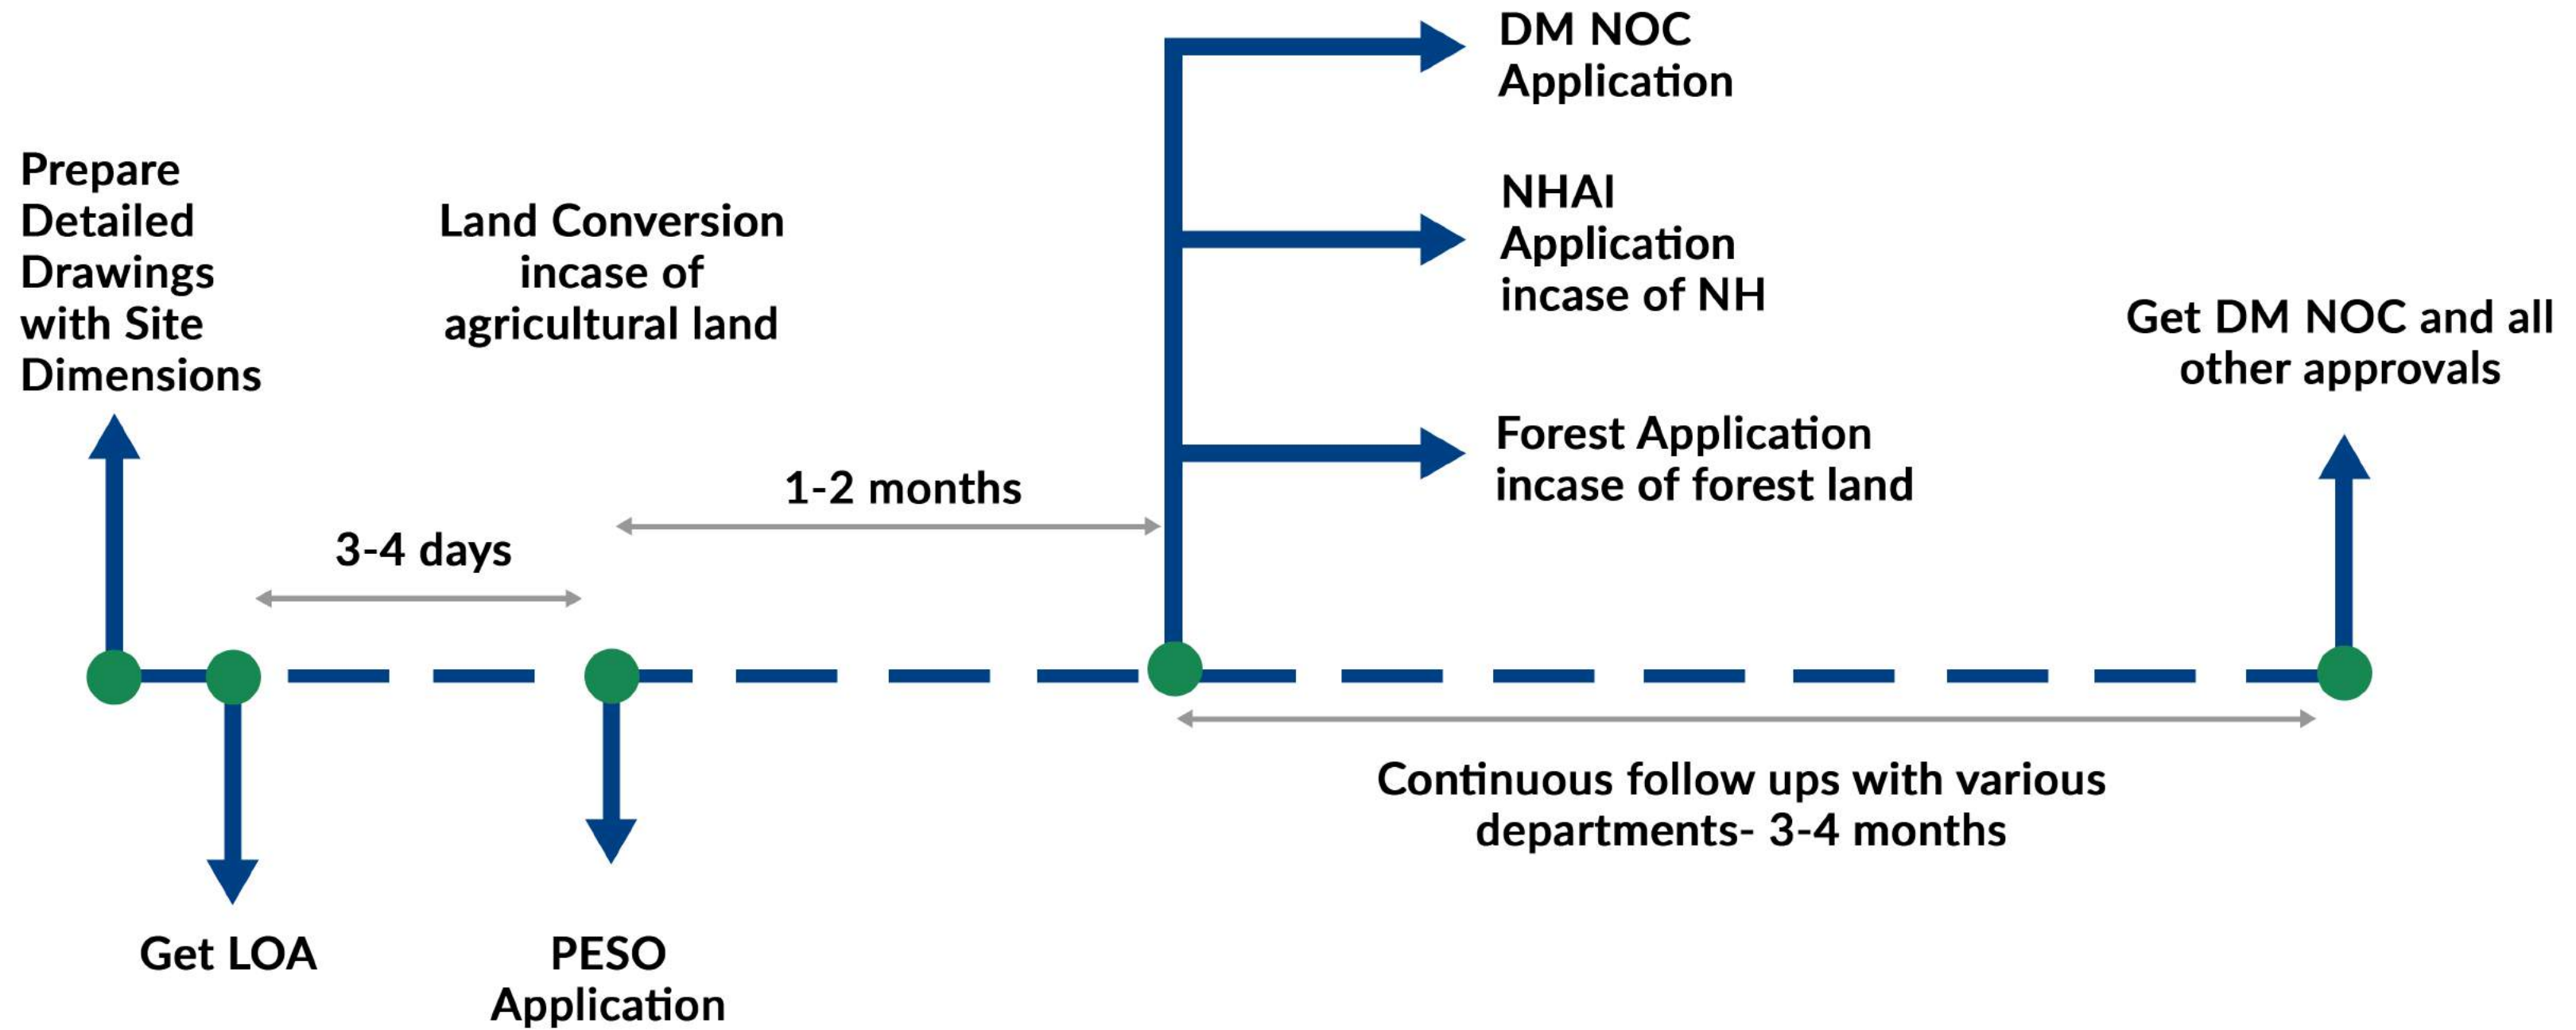 Prepare
Detailed
Drawings
with Site
Dimensions
Get LOA
3-4 days
Land Conversion
incase of
agricultural land
PESO
Application
1-2 months
DM NOC
Application
NHAI
Application
incase of NH
Forest Application
incase of forest land
Continuous follow ups with various
departments- 3-4 months
Get DM NOC and all
other approvals